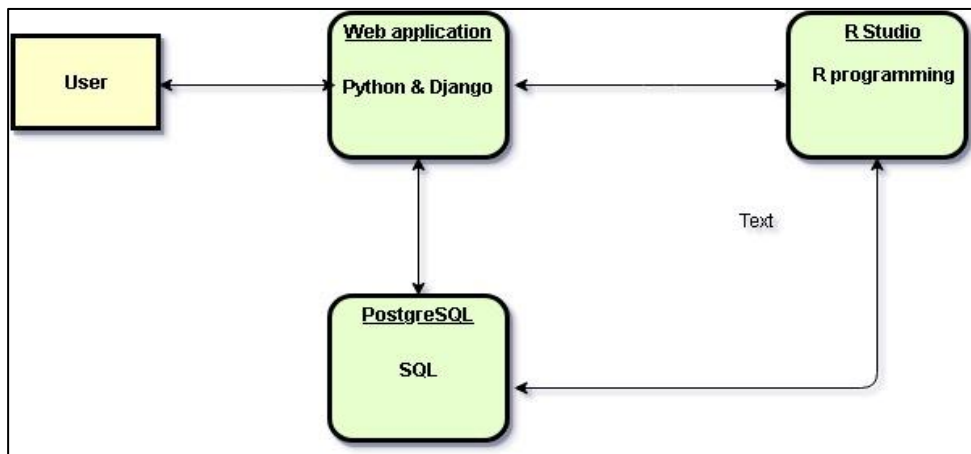 User
Web application
Python & Django
R Studio
R programming
Text
PostgreSQL
SQL